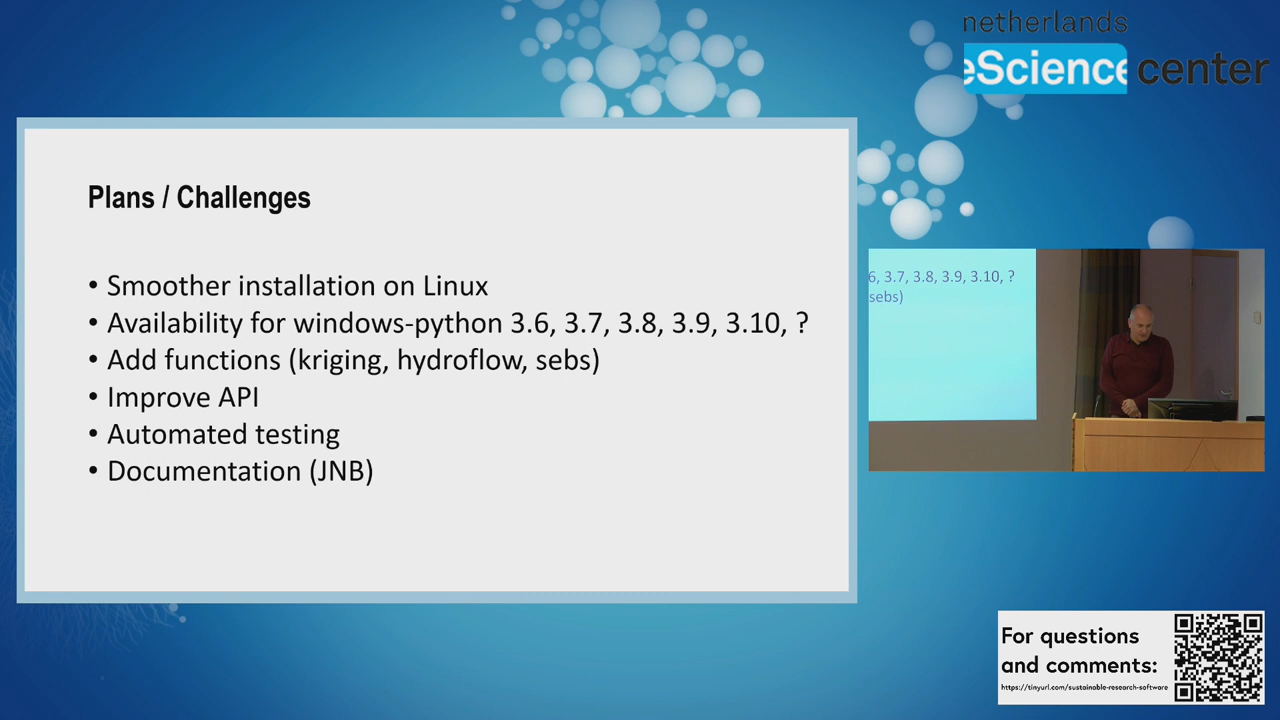 netherlands
eScience center
Plans / Challenges
• Smoother installation on Linux
• Availability for windows-python 3.6, 3.7, 3.8, 3.9, 3.10, ?
• Add functions (kriging, hydroflow, sebs)
• Improve API
• Automated testing
• Documentation (JNB)
6, 3.7, 3.8, 3.9, 3.10, ?
sebs)
For questions
and comments:
https://tinyurl.com/sustainable-research-software